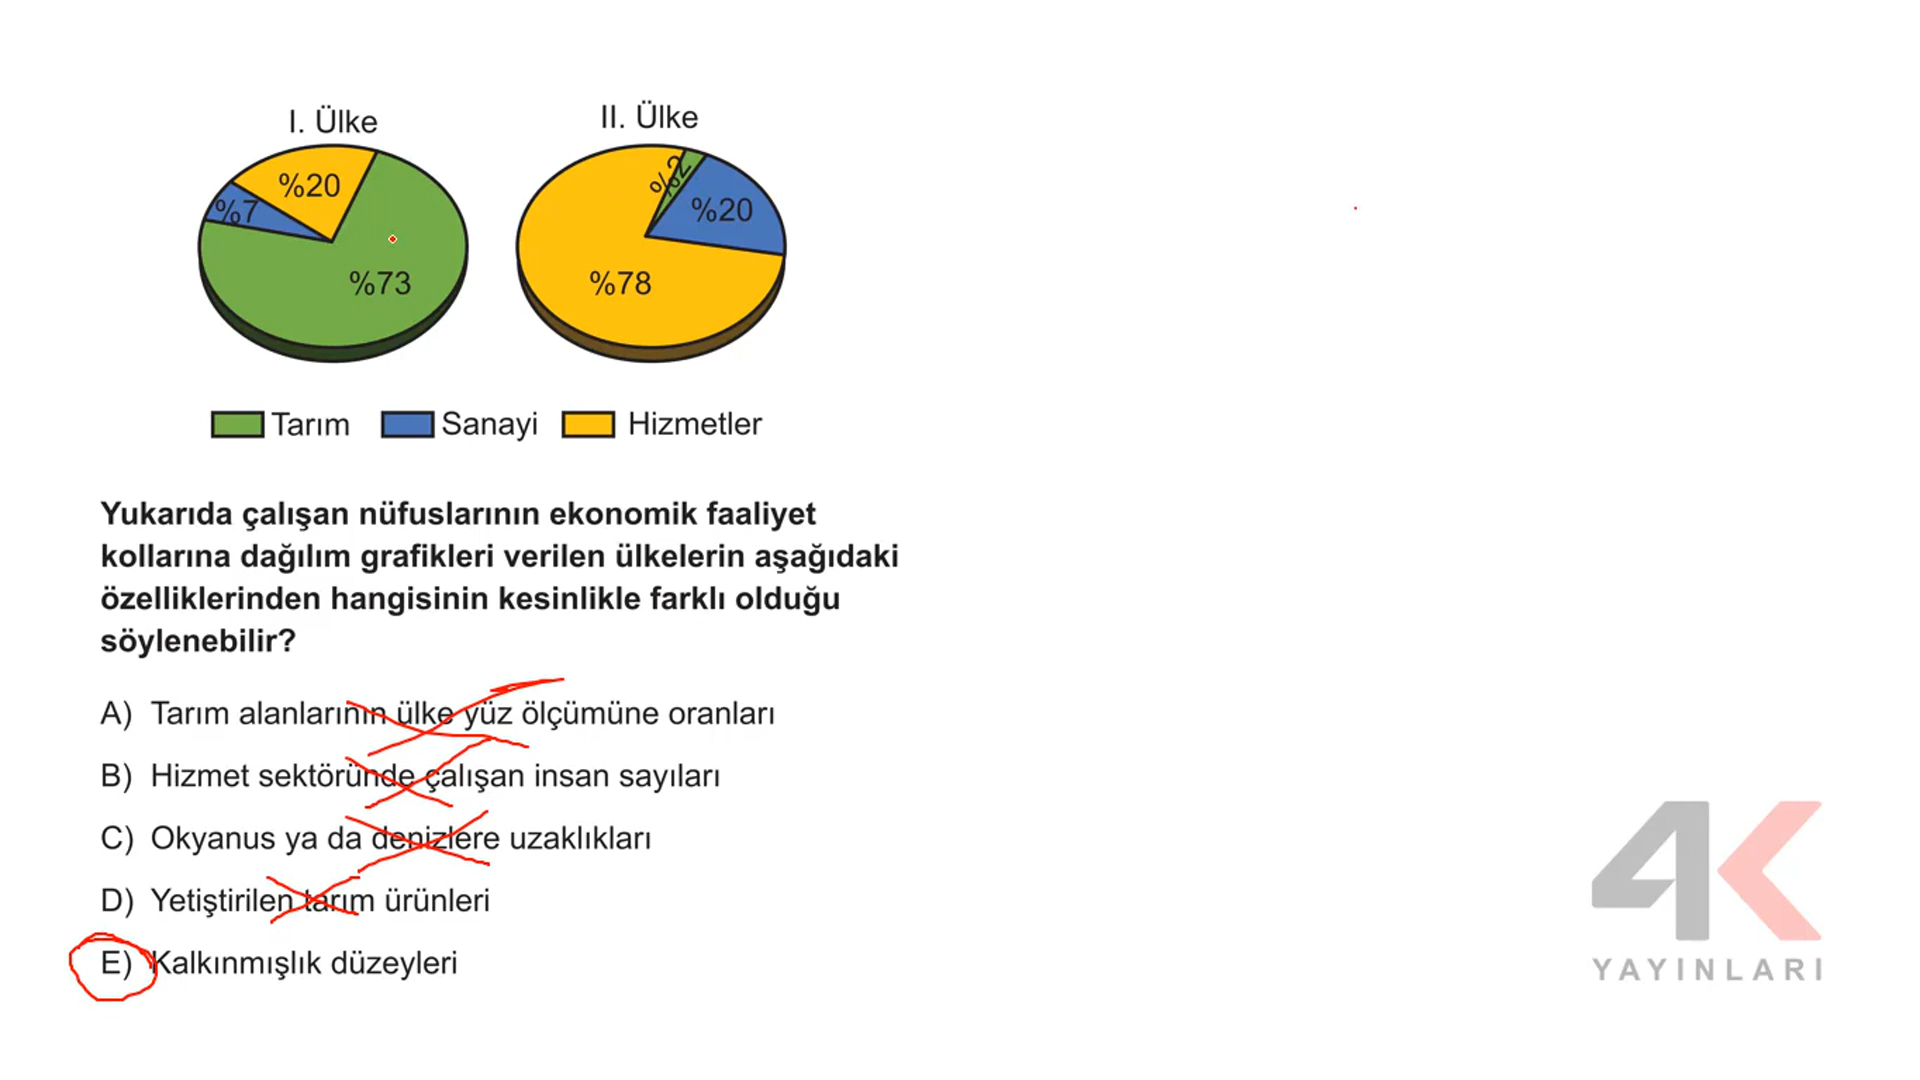 I. Ülke
II. Ülke
%20
%7
%73
%2
%20
%78
Tarım Sanayi Hizmetler
Yukarıda çalışan nüfuslarının ekonomik faaliyet
kollarına dağılım grafikleri verilen ülkelerin aşağıdaki
özelliklerinden hangisinin kesinlikle farklı olduğu
söylenebilir?
A) Tarım alanlarının ülke yüz ölçümüne oranları
B) Hizmet sektöründe çalışan insan sayıları
C) Okyanus ya da denizlere uzaklıkları
D) Yetiştirilen tarım ürünleri
E) Kalkınmışlık düzeyleri
4K
YAYINLARI